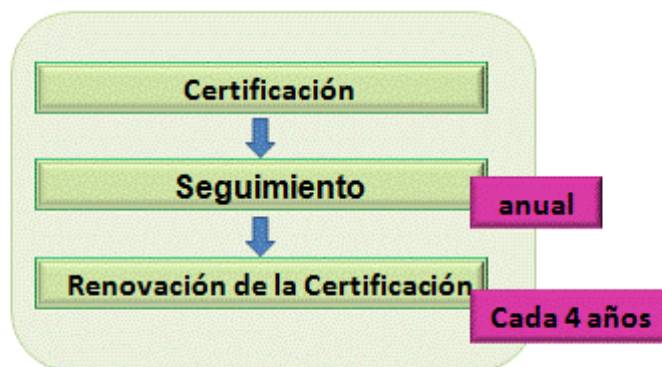 Certificación
Seguimiento
anual
Renovación de la Certificación
Cada 4 años